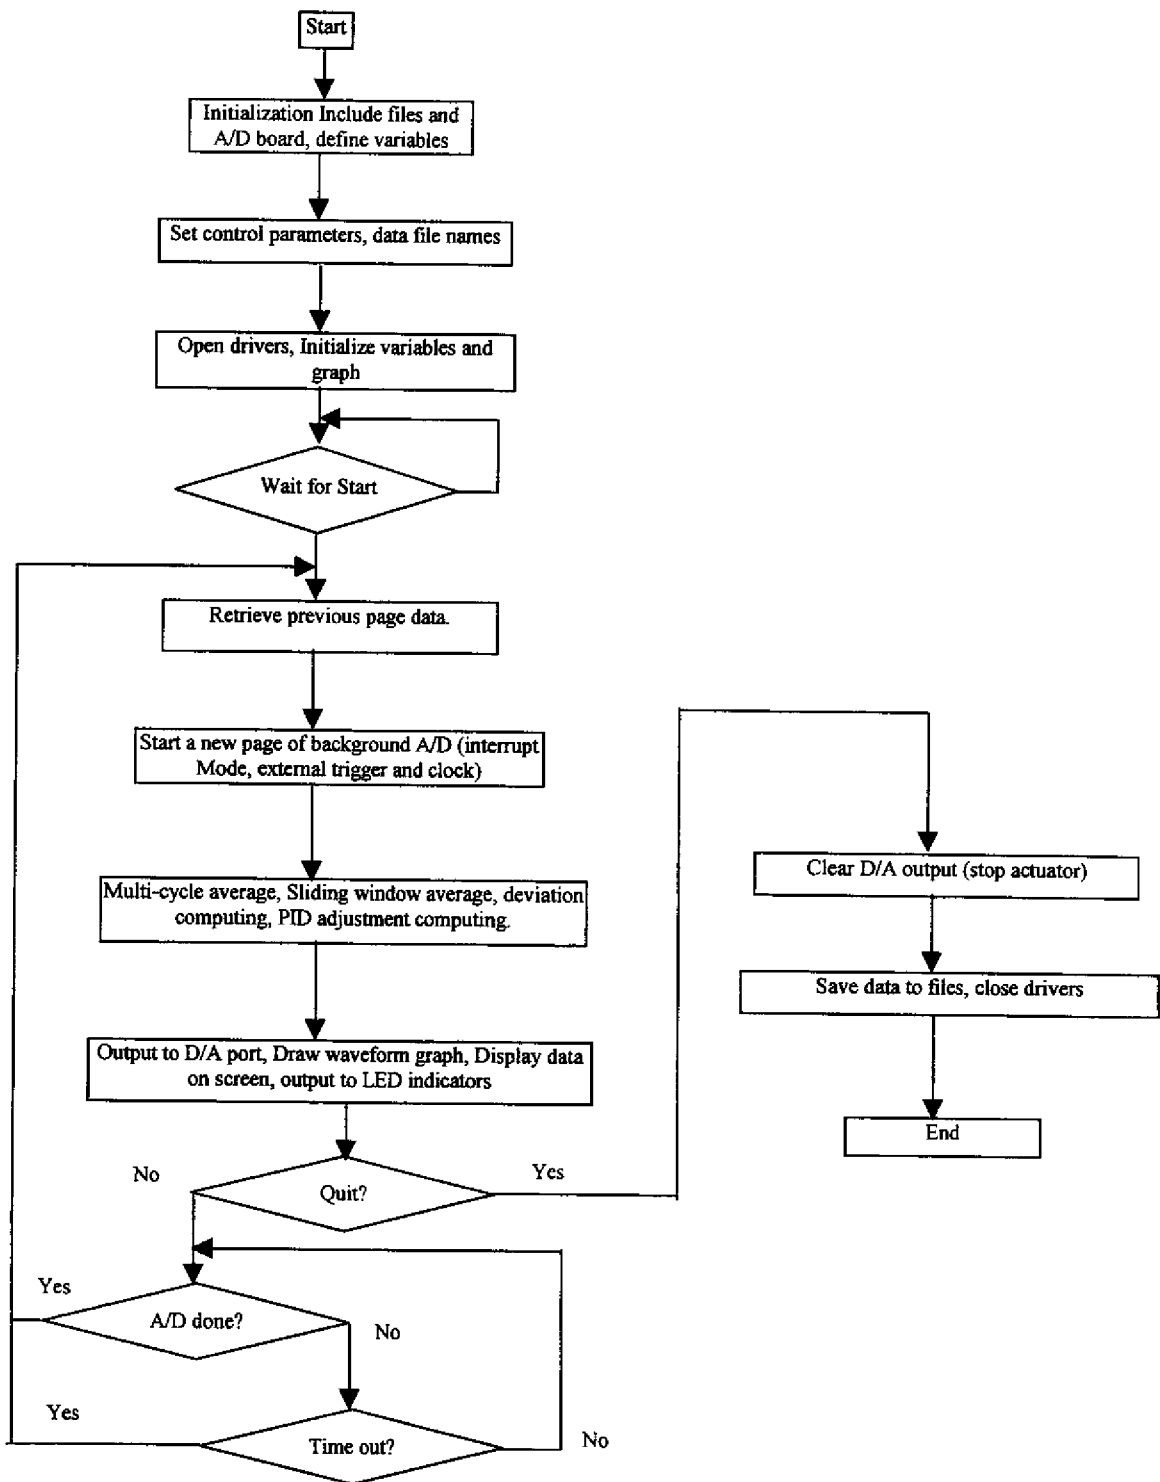 Start
Initialization Include files and
A/D board, define variables
Set control parameters, data file names
Open drivers, Initialize variables and
graph
Wait for Start
Retrieve previous page data.
Start a new page of background A/D (interrupt
Mode, external trigger and clock)
Multi-cycle average, Sliding window average, deviation
computing, PID adjustment computing.
Output to D/A port, Draw waveform graph, Display data
on screen, output to LED indicators
No
Quit?
Yes
Yes
A/D done?
No
Yes
Time out?
No
Clear D/A output (stop actuator)
Save data to files, close drivers
End